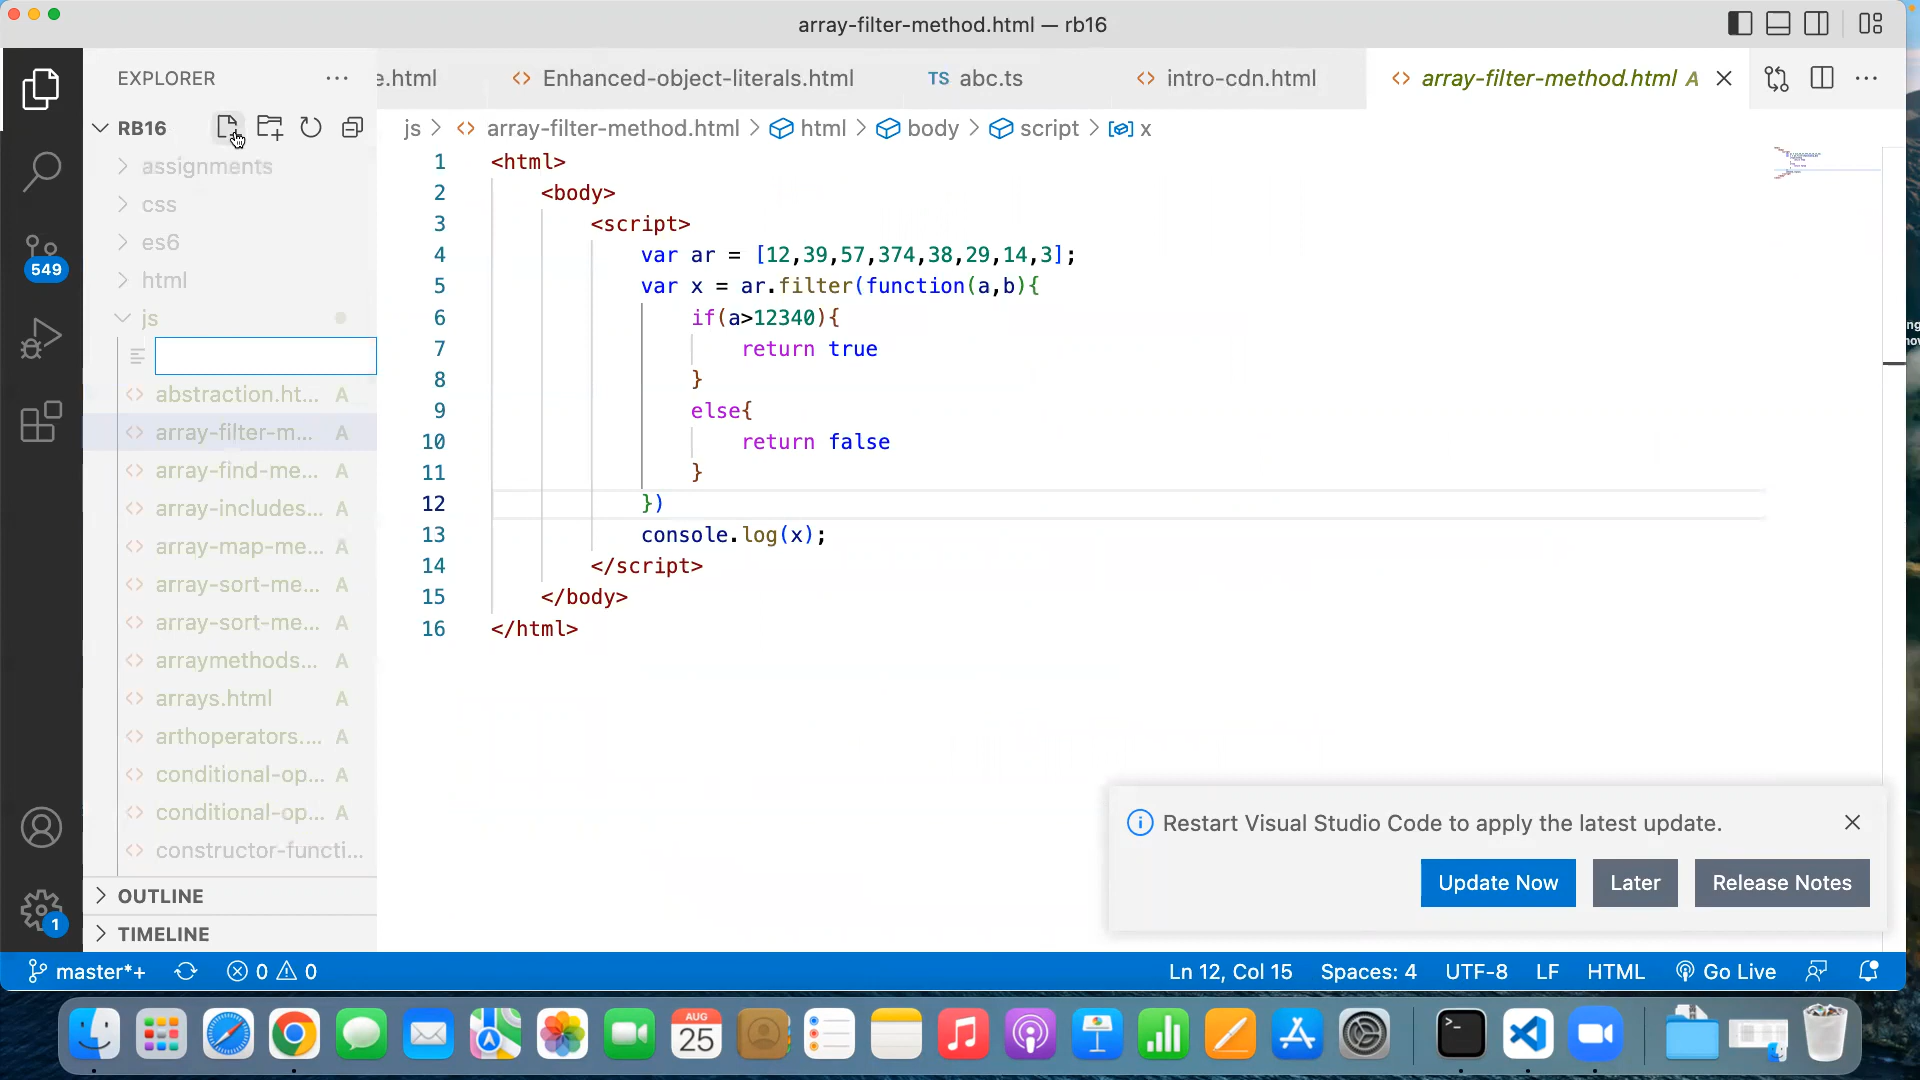 array-filter-method.html — rb16
EXPLORER
e.html
Enhanced-object-literals.html
TS abc.ts
intro-cdn.html
array-filter-method.html A
RB16
js > array-filter-method.html > html > body > script > x
assignments
css
es6
html
js
abstraction.ht... A
array-filter-m... A
array-find-me... A
array-includes... A
array-map-me... A
array-sort-me... A
array-sort-me... A
arraymethods... A
arrays.html A
arthoperators.... A
conditional-op... A
conditional-op... A
constructor-functi...
OUTLINE
TIMELINE
549
1
1 <html>
2 <body>
3 <script>
4 var ar = [12,39,57,374,38,29,14,3];
5 var x = ar.filter(function(a,b){
6 if(a>12340){
7 return true
8 }
9 else{
10 return false
11 }
12 })
13 console.log(x);
14 </script>
15 </body>
16 </html>
Restart Visual Studio Code to apply the latest update.
Update Now
Later
Release Notes
master*+
0
0
Ln 12, Col 15
Spaces: 4
UTF-8
LF
HTML
Go Live
AUG
25